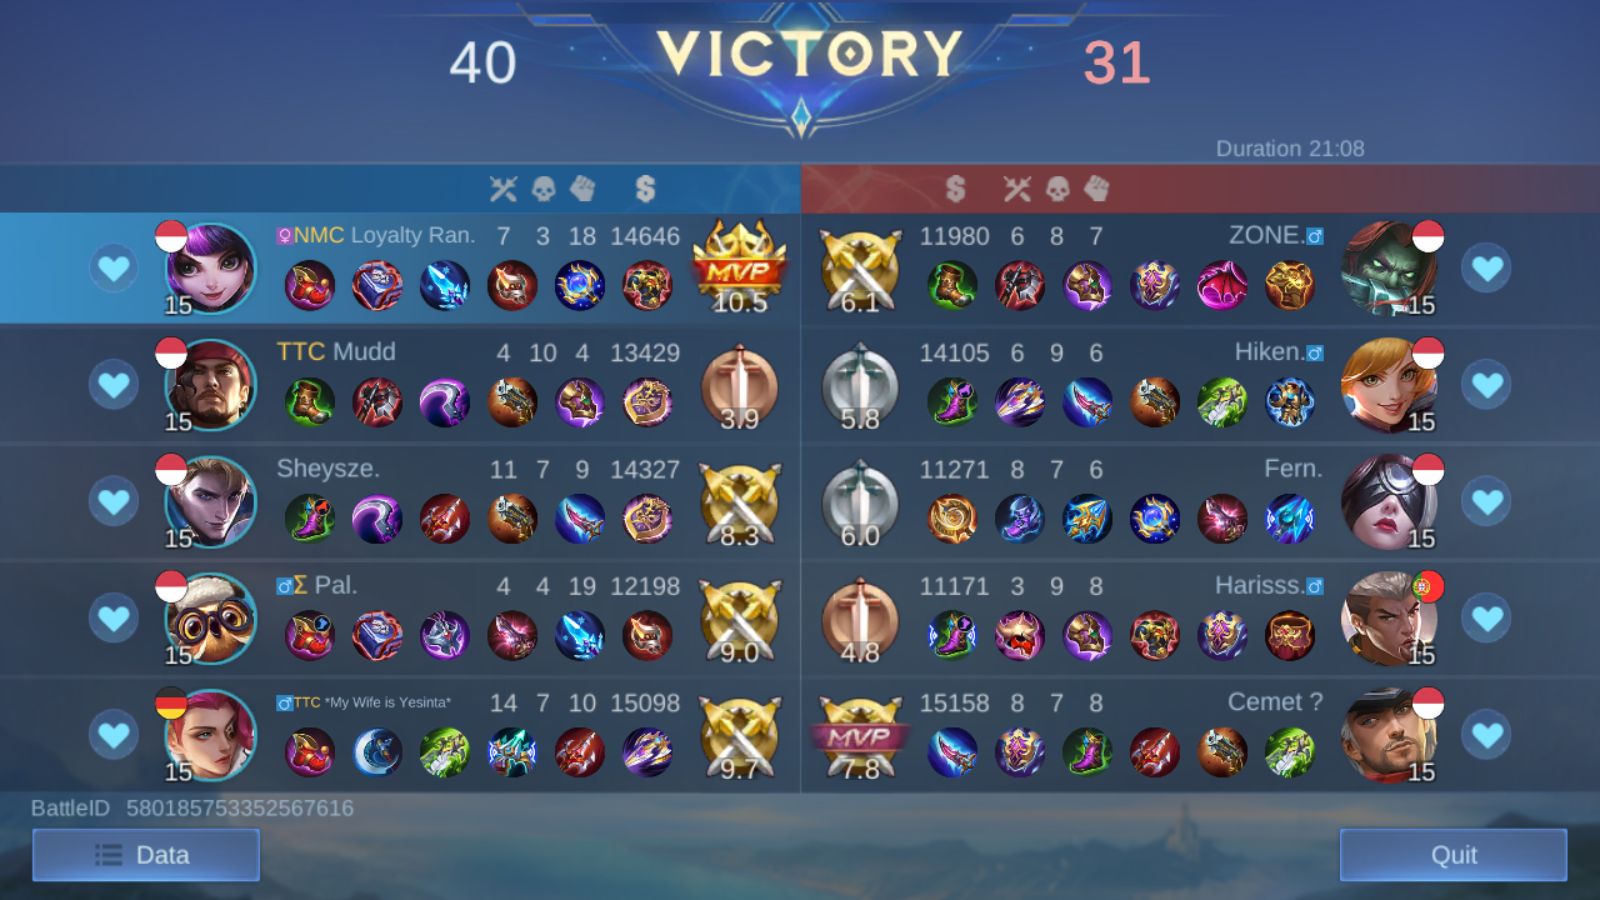 40 VICTORY 31
Duration 21:08
NMC Loyalty Ran. 7 3 18 14646 MVP 10.5 15
11980 6 8 7 ZONE. 6.1 15
TTC Mudd 4 10 4 13429 3.9 15
14105 6 9 6 Hiken. 5.8 15
Sheysze. 11 7 9 14327 8.3 15
11271 8 7 6 Fern. 6.0 15
Σ Pal. 4 4 19 12198 9.0 15
11171 3 9 8 Harisss. 4.8 15
TTC *My Wife is Yesinta* 14 7 10 15098 9.7 15
15158 8 7 8 Cemet ? MVP 7.8 15
BattleID 580185753352567616
Data
Quit